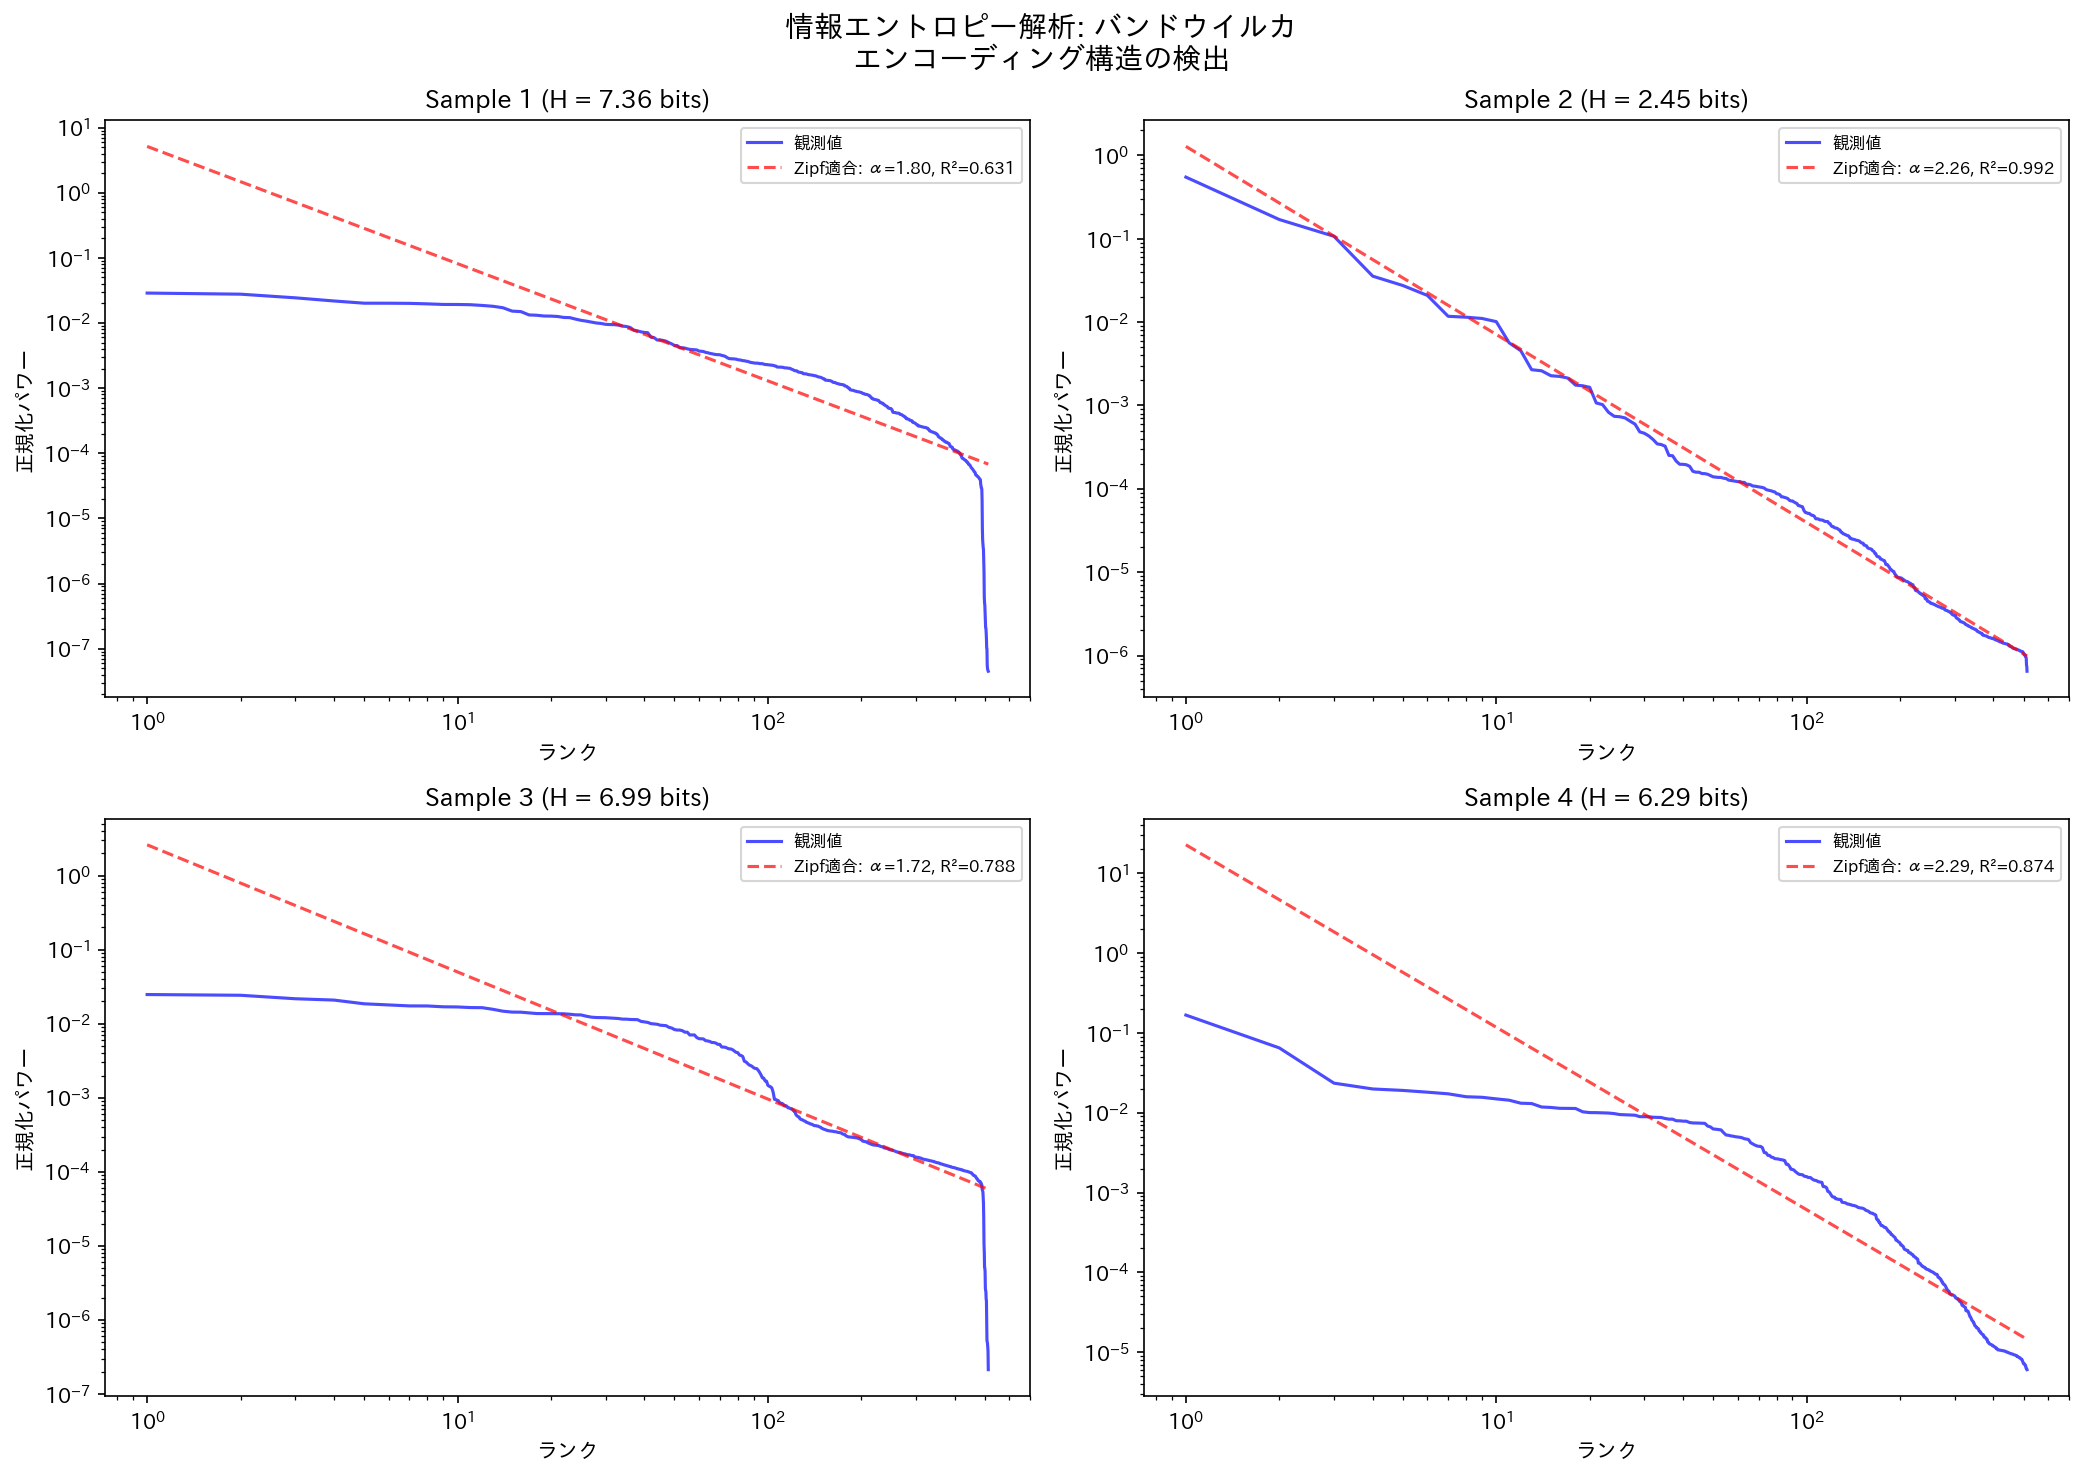 情報エントロピー解析: バンドウイルカ
エンコーディング構造の検出
Sample 1 (H = 7.36 bits)
観測値
Zipf適合: α=1.80, R²=0.631
10¹
10⁰
10⁻¹
10⁻²
10⁻³
10⁻⁴
10⁻⁵
10⁻⁶
10⁻⁷
正規化パワー
10⁰ 10¹ 10²
ランク
Sample 2 (H = 2.45 bits)
観測値
Zipf適合: α=2.26, R²=0.992
10⁰
10⁻¹
10⁻²
10⁻³
10⁻⁴
10⁻⁵
10⁻⁶
正規化パワー
10⁰ 10¹ 10²
ランク
Sample 3 (H = 6.99 bits)
観測値
Zipf適合: α=1.72, R²=0.788
10⁰
10⁻¹
10⁻²
10⁻³
10⁻⁴
10⁻⁵
10⁻⁶
10⁻⁷
正規化パワー
10⁰ 10¹ 10²
ランク
Sample 4 (H = 6.29 bits)
観測値
Zipf適合: α=2.29, R²=0.874
10¹
10⁰
10⁻¹
10⁻²
10⁻³
10⁻⁴
10⁻⁵
正規化パワー
10⁰ 10¹ 10²
ランク